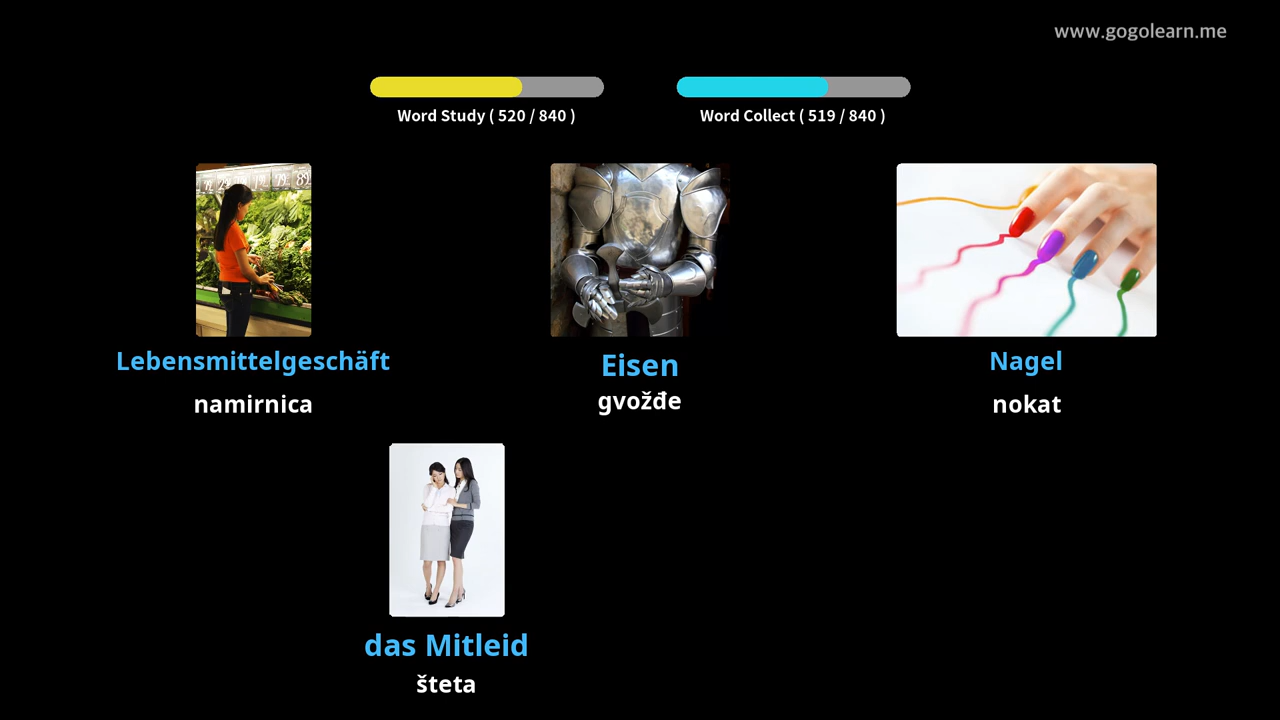 www.gogolearn.me
Word Study ( 520 / 840 )
Word Collect ( 519 / 840 )
Lebensmittelgeschäft
namirnica
Eisen
gvožđe
Nagel
nokat
das Mitleid
šteta